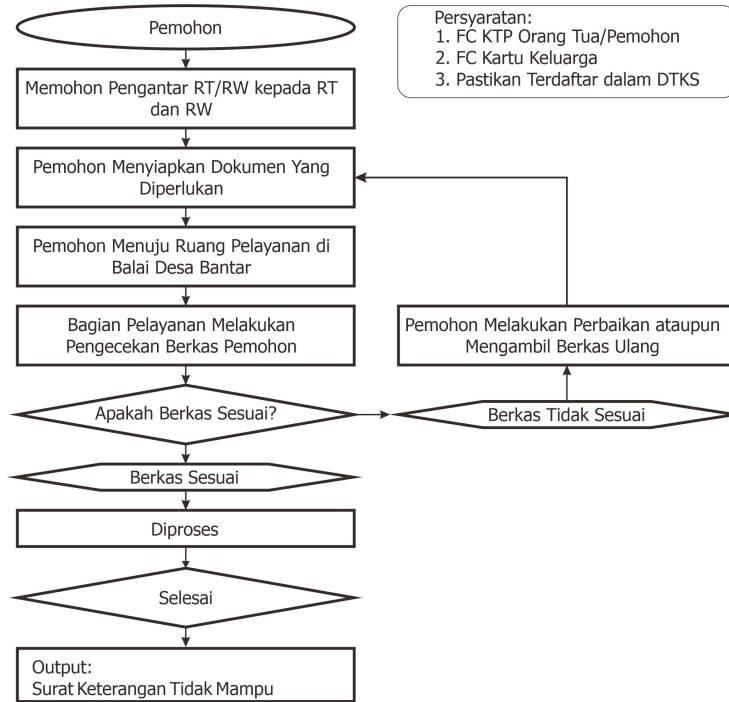 Pemohon
Memohon Pengantar RT/RW kepada RT
dan RW
Pemohon Menyiapkan Dokumen Yang
Diperlukan
Pemohon Menuju Ruang Pelayanan di
Balai Desa Bantar
Bagian Pelayanan Melakukan
Pengecekan Berkas Pemohon
Apakah Berkas Sesuai?
Berkas Tidak Sesuai
Pemohon Melakukan Perbaikan ataupun
Mengambil Berkas Ulang
Berkas Sesuai
Diproses
Selesai
Output:
Surat Keterangan Tidak Mampu
Persyaratan:
1. FC KTP Orang Tua/Pemohon
2. FC Kartu Keluarga
3. Pastikan Terdaftar dalam DTKS